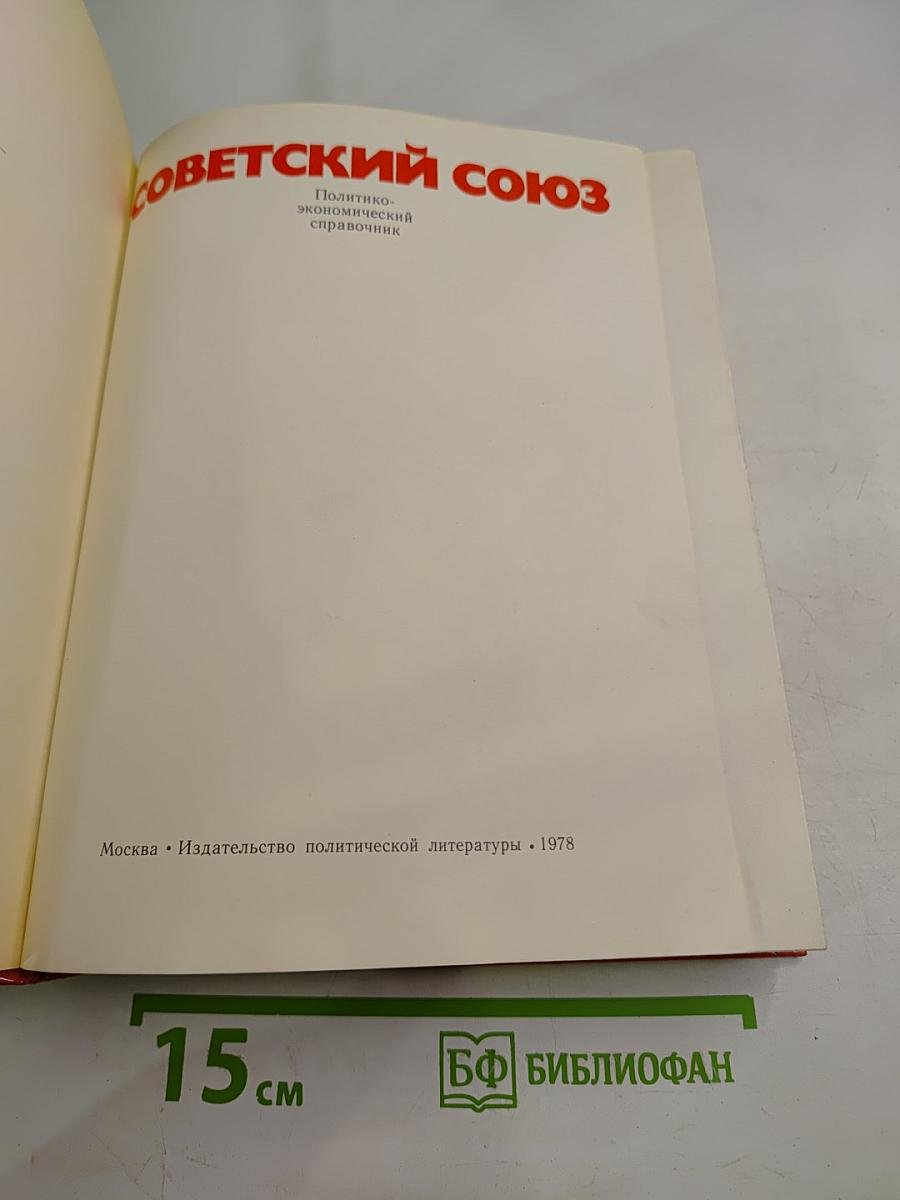 СОВЕТСКИЙ СОЮЗ
Политико-
экономический
справочник
Москва • Издательство политической литературы • 1978
15 см
БФ БИБЛИОФАН